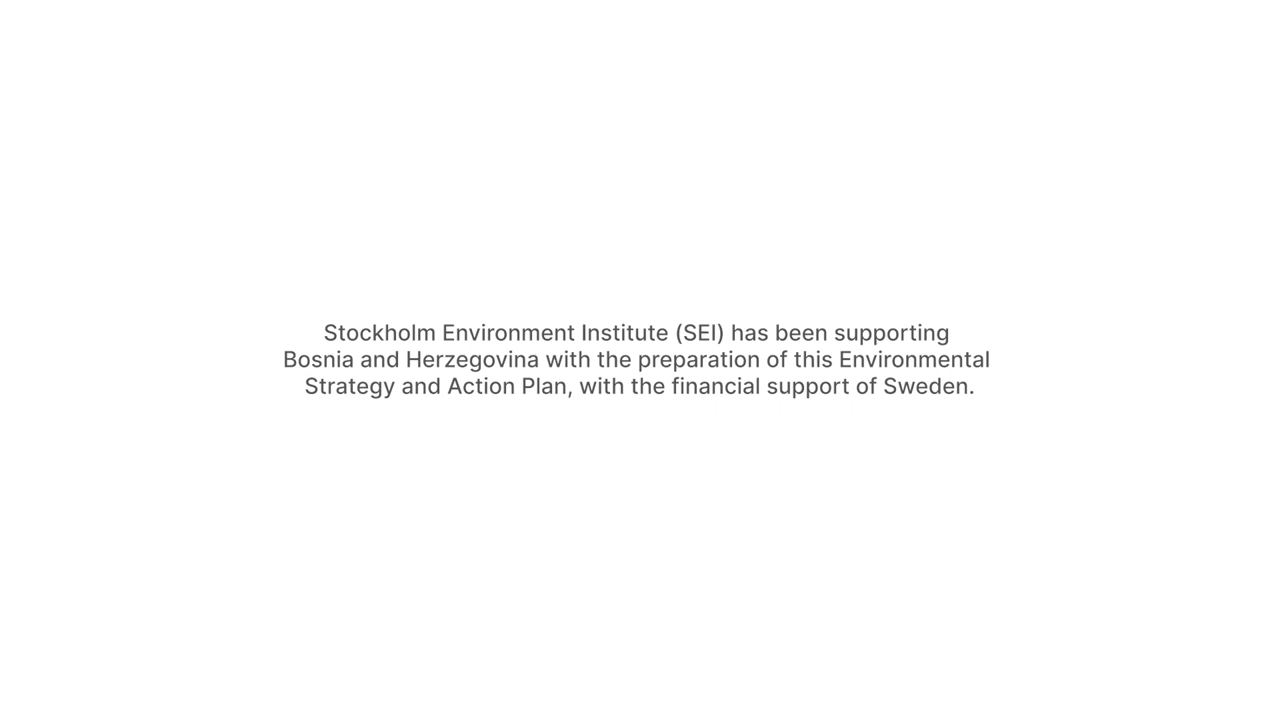 Stockholm Environment Institute (SEI) has been supporting
Bosnia and Herzegovina with the preparation of this Environmental
Strategy and Action Plan, with the financial support of Sweden.